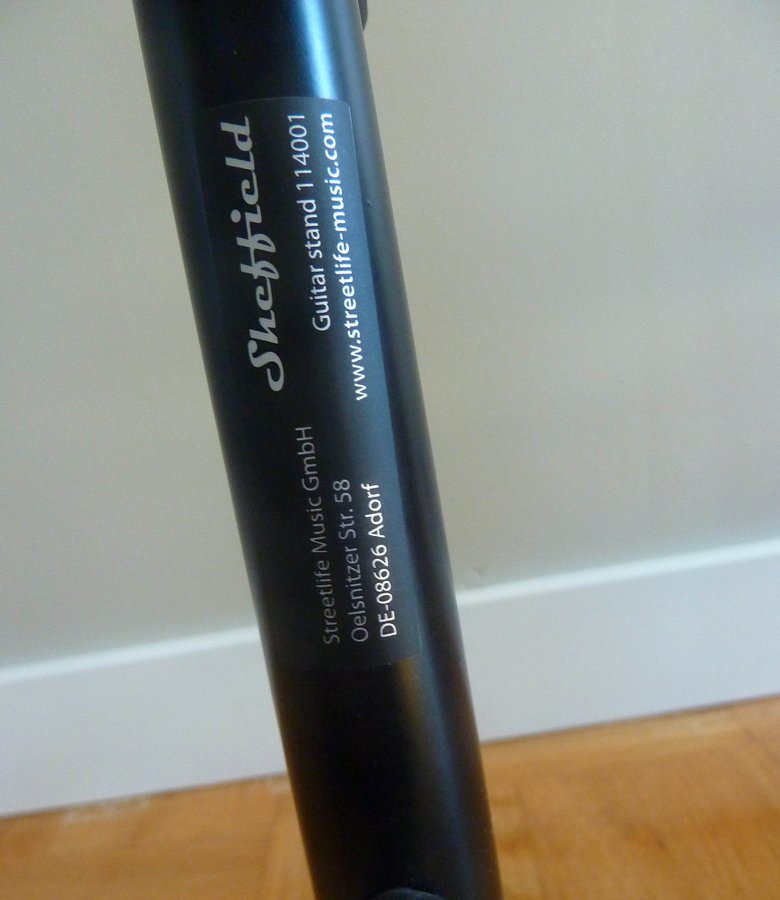 Sheffield
Guitar stand 114001
www.streetlife-music.com
Streetlife Music GmbH
Oelsnitzer Str. 58
DE-08626 Adorf